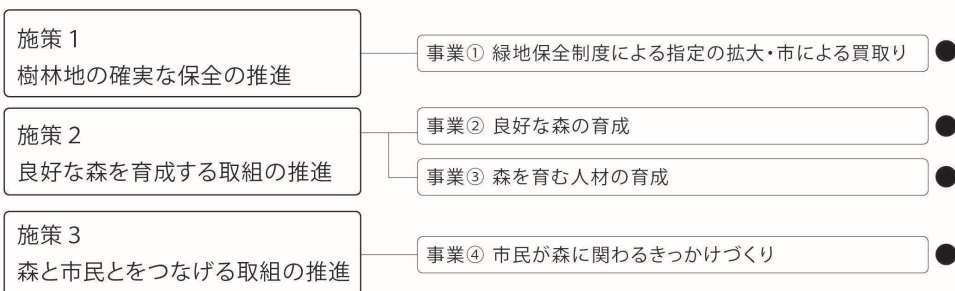 施策 1
樹林地の確実な保全の推進
事業① 緑地保全制度による指定の拡大・市による買取り
施策 2
良好な森を育成する取組の推進
事業② 良好な森の育成
事業③ 森を育む人材の育成
施策 3
森と市民とをつなげる取組の推進
事業④ 市民が森に関わるきっかけづくり